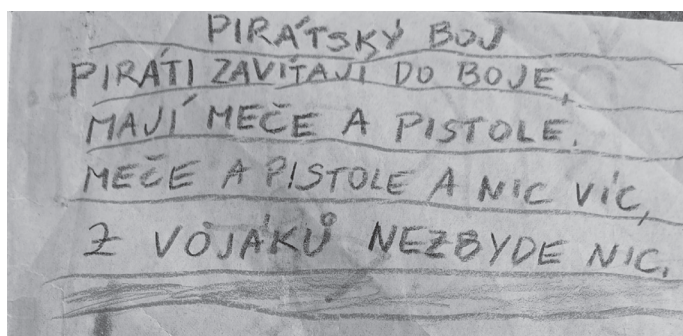 PIRÁTSKÝ BOJ
PIRÁTI ZAVÍTAJÍ DO BOJE,
MAJÍ MEČE A PISTOLE.
MEČE A PISTOLE A NIC VÍC,
Z VOJÁKŮ NEZBYDE NIC.